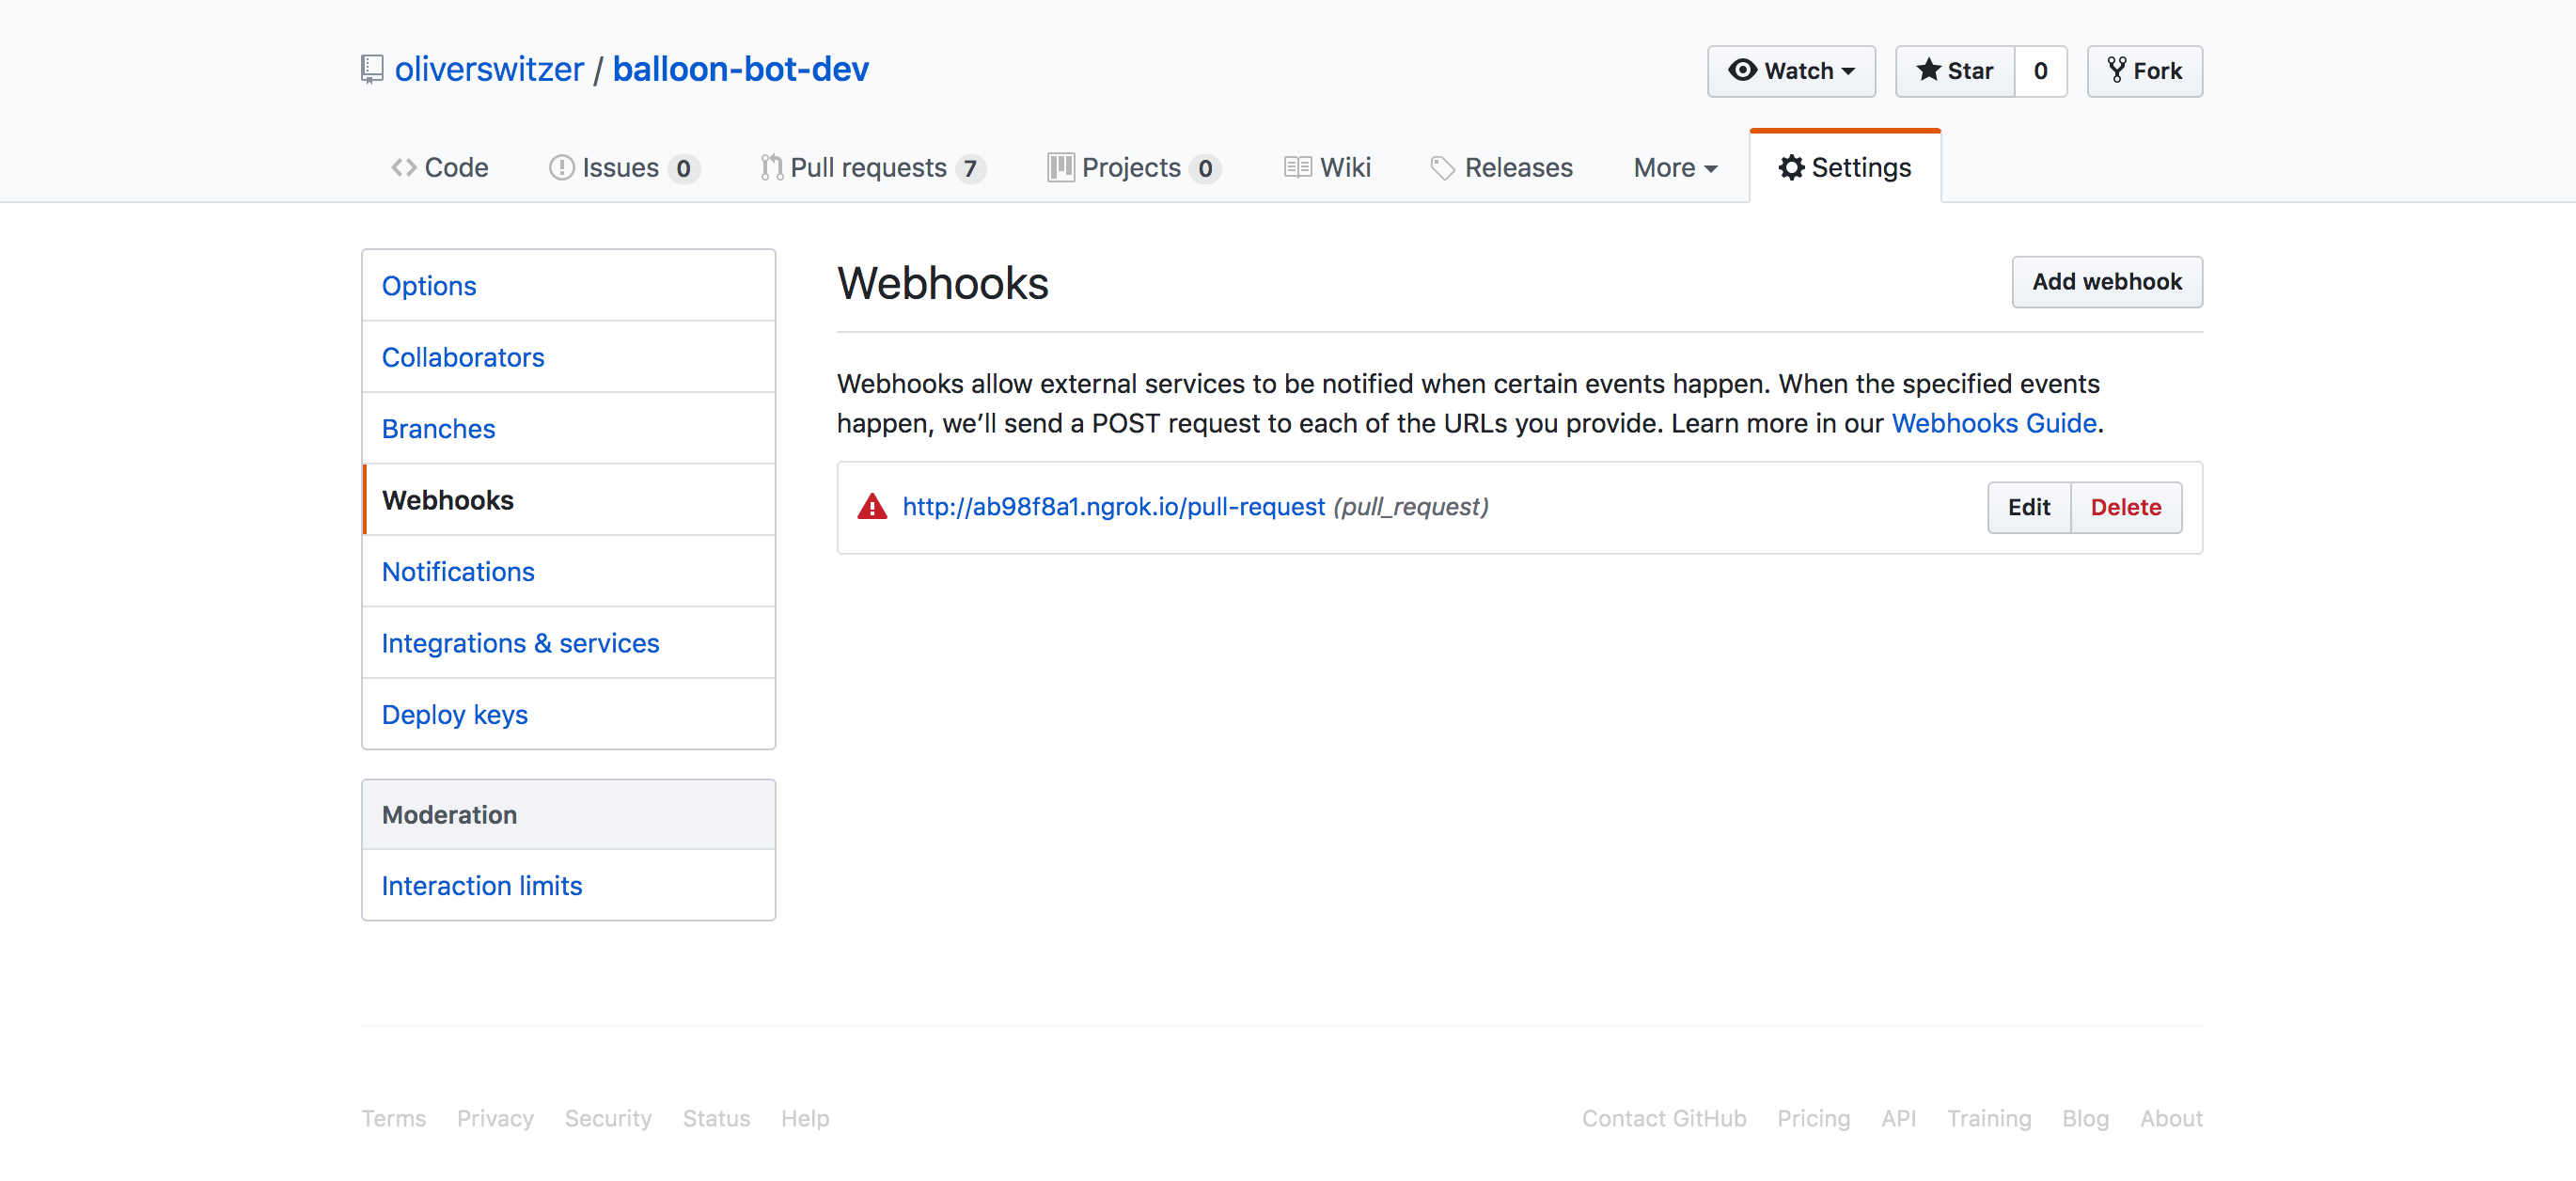 oliverswitzer / balloon-bot-dev
Watch
Star 0
Fork
Code
Issues 0
Pull requests 7
Projects 0
Wiki
Releases
More
Settings
Options
Collaborators
Branches
Webhooks
Notifications
Integrations & services
Deploy keys
Moderation
Interaction limits
Webhooks
Add webhook
Webhooks allow external services to be notified when certain events happen. When the specified events
happen, we’ll send a POST request to each of the URLs you provide. Learn more in our Webhooks Guide.
http://ab98f8a1.ngrok.io/pull-request (pull_request)
Edit
Delete
Terms Privacy Security Status Help
Contact GitHub Pricing API Training Blog About